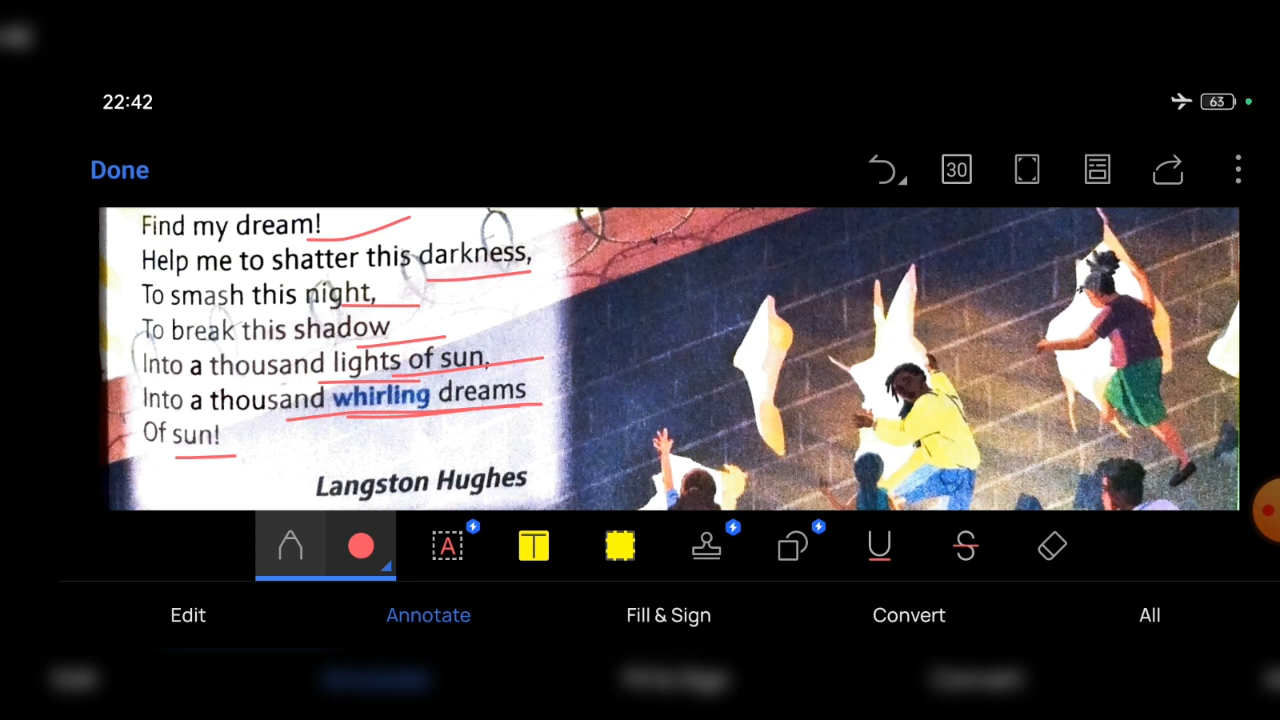 22:42
63
Done
30
Find my dream!
Help me to shatter this darkness,
To smash this night,
To break this shadow
Into a thousand lights of sun,
Into a thousand whirling dreams
Of sun!
Langston Hughes
A
T
U
S
Edit
Annotate
Fill & Sign
Convert
All